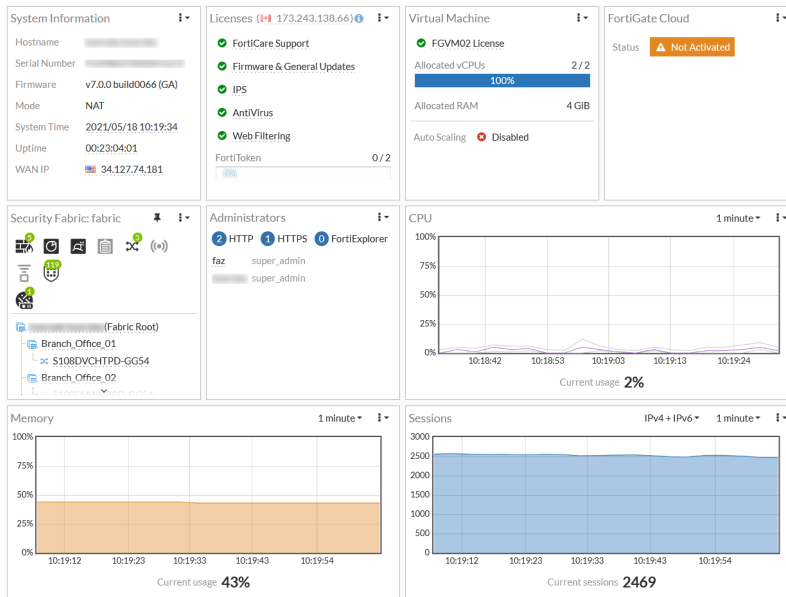 System Information
Hostname
Serial Number
Firmware v7.0.0 build0066 (GA)
Mode NAT
System Time 2021/05/18 10:19:34
Uptime 00:23:04:01
WAN IP 34.127.74.181
Licenses (173.243.138.66)
FortiCare Support
Firmware & General Updates
IPS
AntiVirus
Web Filtering
FortiToken 0/2
0%
Virtual Machine
FGVM02 License
Allocated vCPUs 2/2
100%
Allocated RAM 4 GiB
Auto Scaling Disabled
FortiGate Cloud
Status Not Activated
Security Fabric: fabric
5
3
119
1
(Fabric Root)
Branch_Office_01
S108DVCHTPD-GG54
Branch_Office_02
Administrators
2 HTTP 1 HTTPS 0 FortiExplorer
faz super_admin
super_admin
CPU 1 minute
100%
75%
50%
25%
0%
10:18:42 10:18:53 10:19:03 10:19:13 10:19:24
Current usage 2%
Memory 1 minute
100%
75%
50%
25%
0%
10:19:12 10:19:23 10:19:33 10:19:43 10:19:54
Current usage 43%
Sessions IPv4 + IPv6 1 minute
3000
2500
2000
1500
1000
500
0
10:19:12 10:19:23 10:19:33 10:19:43 10:19:54
Current sessions 2469